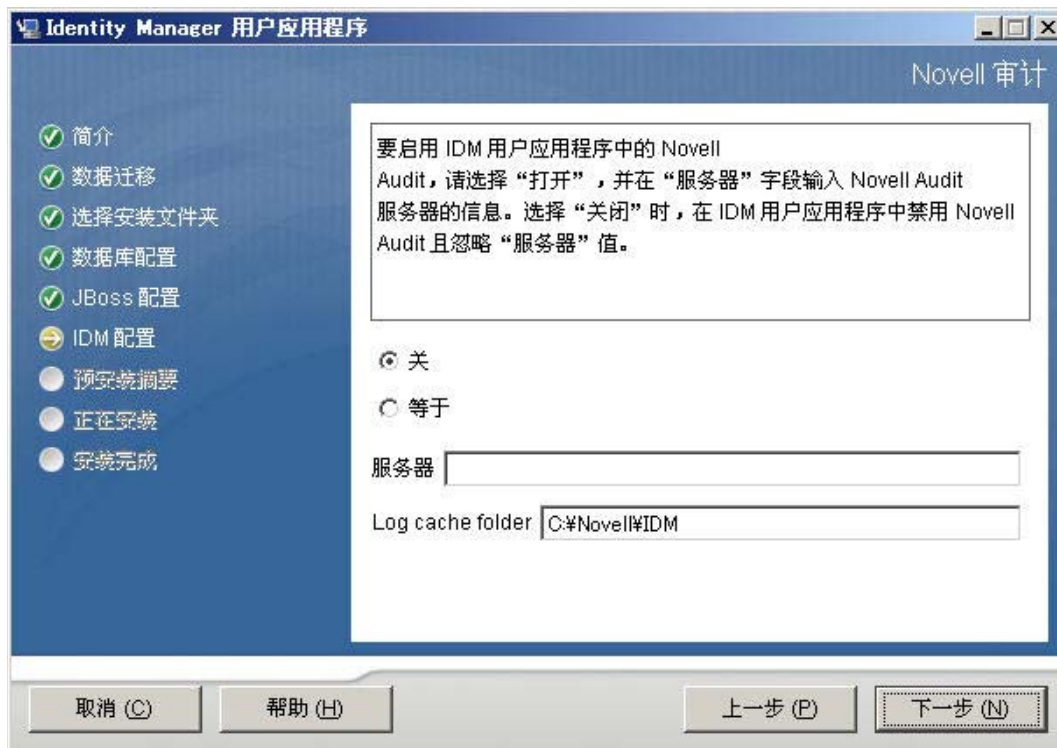 Identity Manager 用户应用程序
Novell 审计
简介
数据迁移
选择安装文件夹
数据库配置
JBoss 配置
IDM 配置
预安装摘要
正在安装
安装完成
要启用 IDM 用户应用程序中的 Novell
Audit，请选择“打开”，并在“服务器”字段输入 Novell Audit
服务器的信息。选择“关闭”时，在 IDM 用户应用程序中禁用 Novell
Audit 且忽略“服务器”值。
关
等于
服务器
Log cache folder C:¥Novell¥IDM
取消 (C)
帮助 (H)
上一步 (P)
下一步 (N)